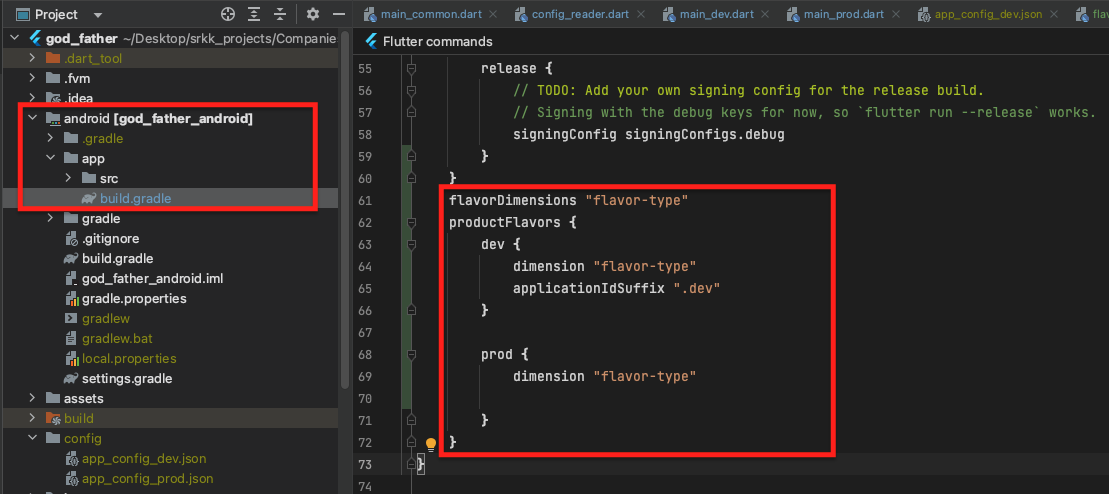 Project
main_common.dart
config_reader.dart
main_dev.dart
main_prod.dart
app_config_dev.json
god_father ~/Desktop/srkk_projects/Companie
.dart_tool
.fvm
.idea
android [god_father_android]
.gradle
app
src
build.gradle
gradle
.gitignore
build.gradle
god_father_android.iml
gradle.properties
gradlew
gradlew.bat
local.properties
settings.gradle
assets
build
config
app_config_dev.json
app_config_prod.json
Flutter commands
55 release {
56 // TODO: Add your own signing config for the release build.
57 // Signing with the debug keys for now, so `flutter run --release` works.
58 signingConfig signingConfigs.debug
59 }
60 }
61 flavorDimensions "flavor-type"
62 productFlavors {
63 dev {
64 dimension "flavor-type"
65 applicationIdSuffix ".dev"
66 }
67
68 prod {
69 dimension "flavor-type"
70
71 }
72 }
73 }
74